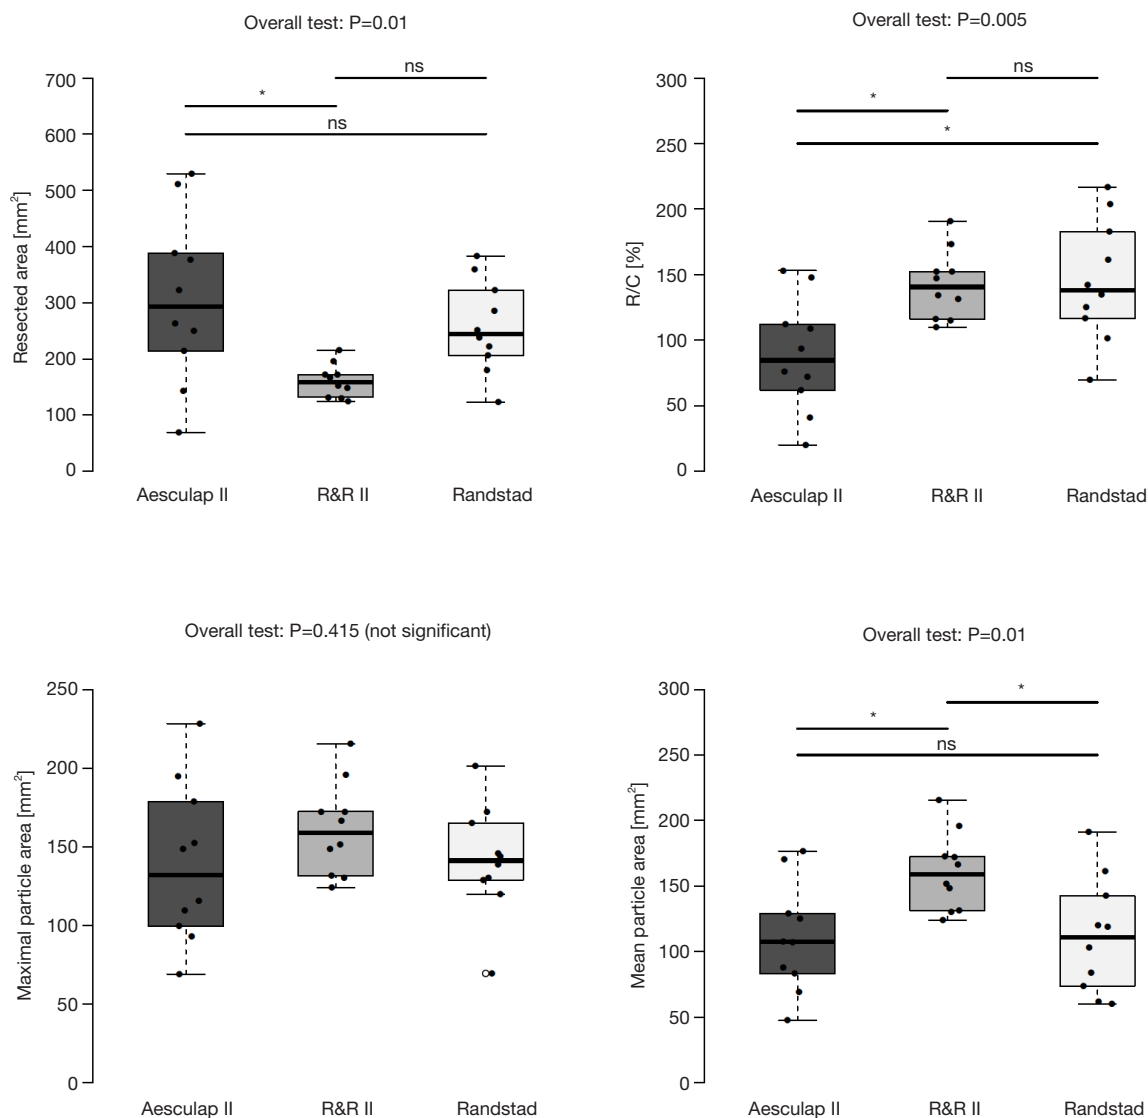 Overall test: P=0.01
Resected area [mm²]
700
600
500
400
300
200
100
0
ns
*
ns
Aesculap II R&R II Randstad
Overall test: P=0.005
R/C [%]
300
250
200
150
100
50
0
ns
*
*
Aesculap II R&R II Randstad
Overall test: P=0.415 (not significant)
Maximal particle area [mm²]
250
200
150
100
50
0
Aesculap II R&R II Randstad
Overall test: P=0.01
Mean particle area [mm²]
300
250
200
150
100
50
0
*
*
ns
Aesculap II R&R II Randstad